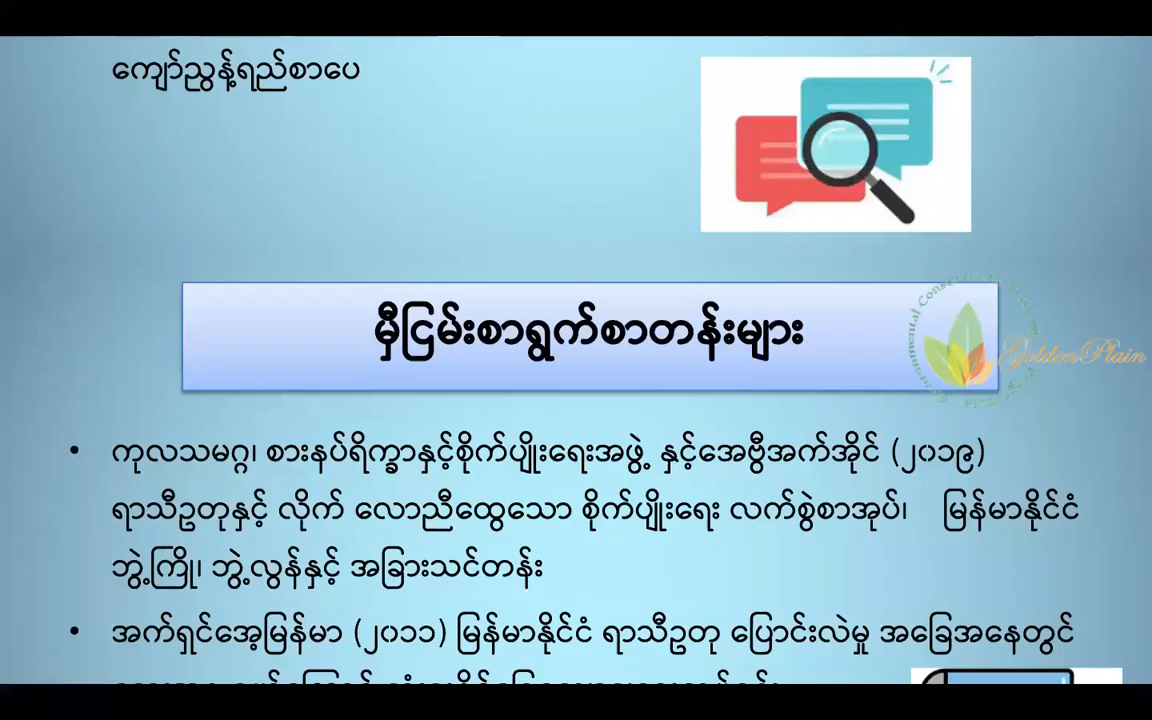 ကျော်ညွန့်ရည်စာပေ
မှီငြမ်းစာရွက်စာတန်းများ
GoldenPlain
• ကုလသမဂ္ဂ၊ စားနပ်ရိက္ခာနှင့်စိုက်ပျိုးရေးအဖွဲ့ နှင့်အေဗွီအက်အိုင် (၂၀၁၉)
ရာသီဥတုနှင့် လိုက် လောညီထွေသော စိုက်ပျိုးရေး လက်စွဲစာအုပ်၊ မြန်မာနိုင်ငံ
ဘွဲ့ကြို၊ ဘွဲ့လွန်နှင့် အခြားသင်တန်း
• အက်ရှင်အေ့မြန်မာ (၂၀၁၁) မြန်မာနိုင်ငံ ရာသီဥတု ပြောင်းလဲမှု အခြေအနေတွင်